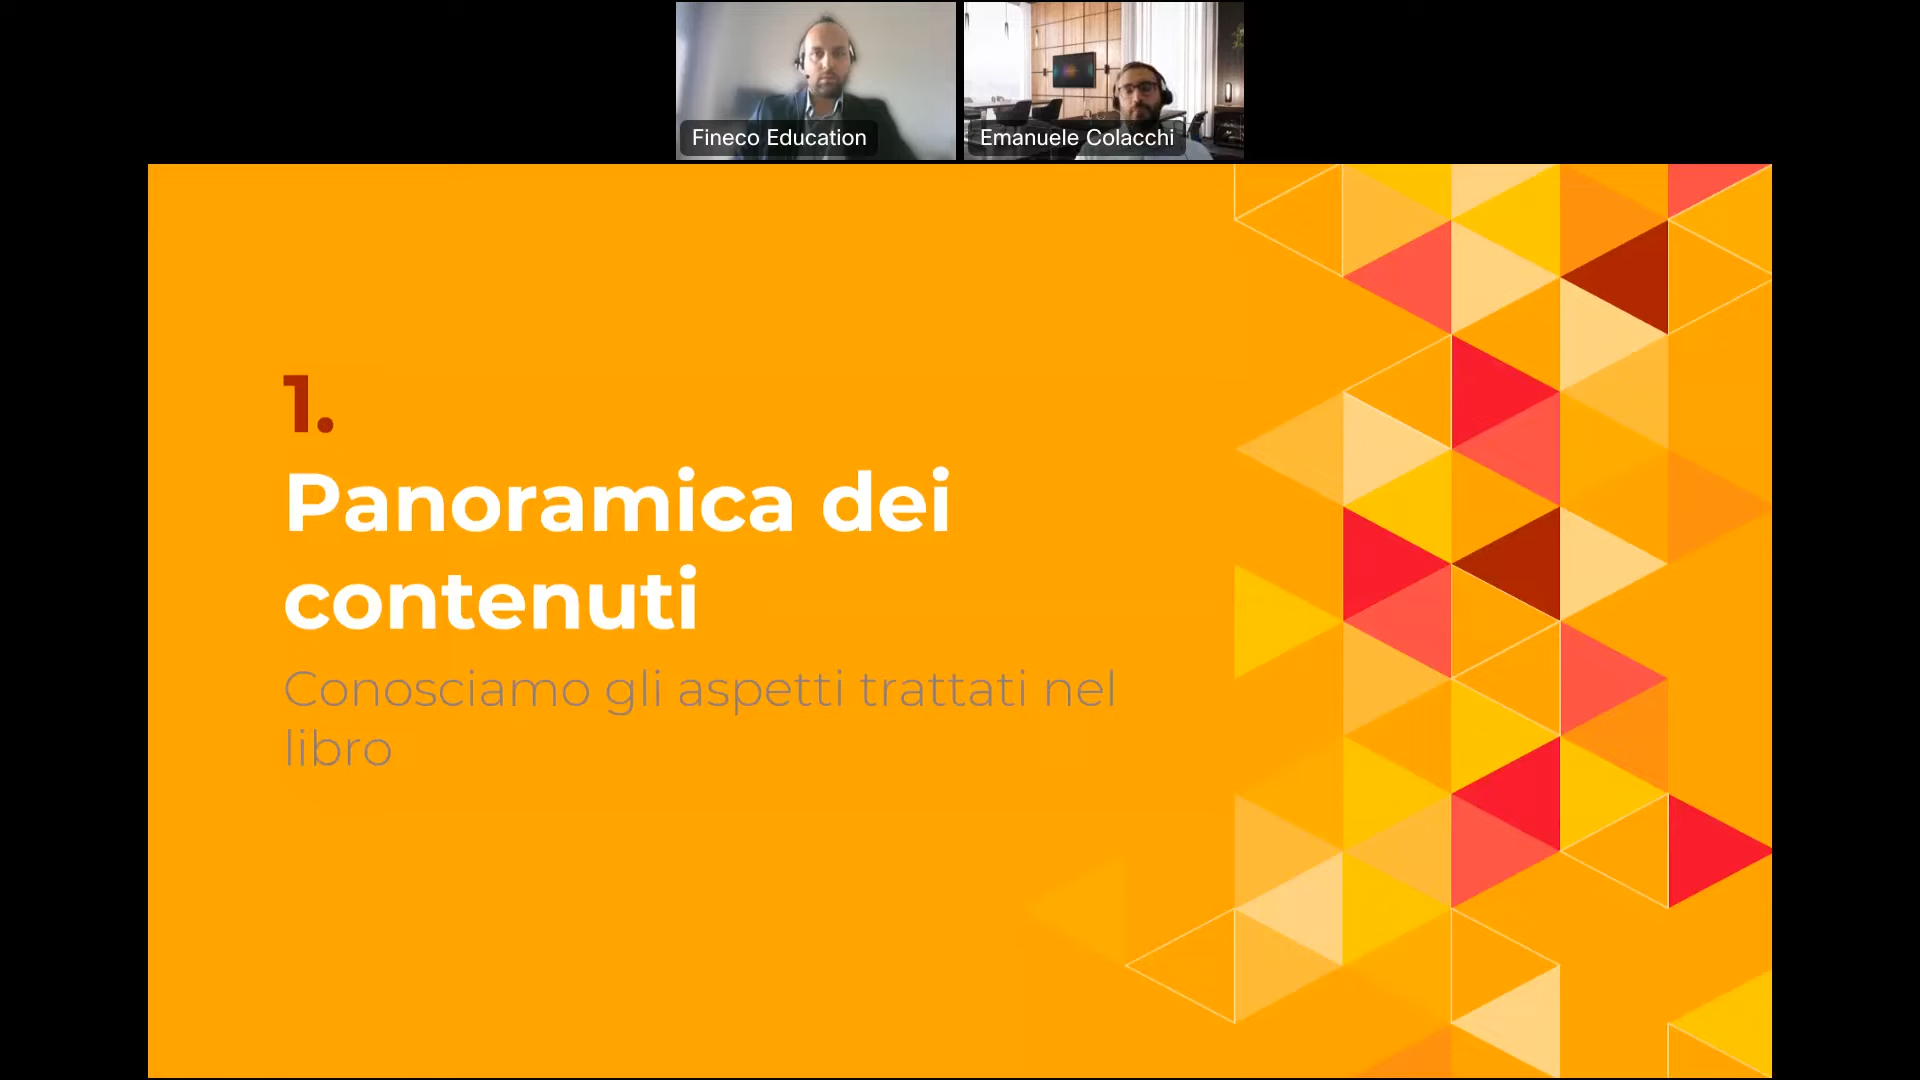 Fineco Education
Emanuele Colacchi
1.
Panoramica dei
contenuti
Conosciamo gli aspetti trattati nel
libro